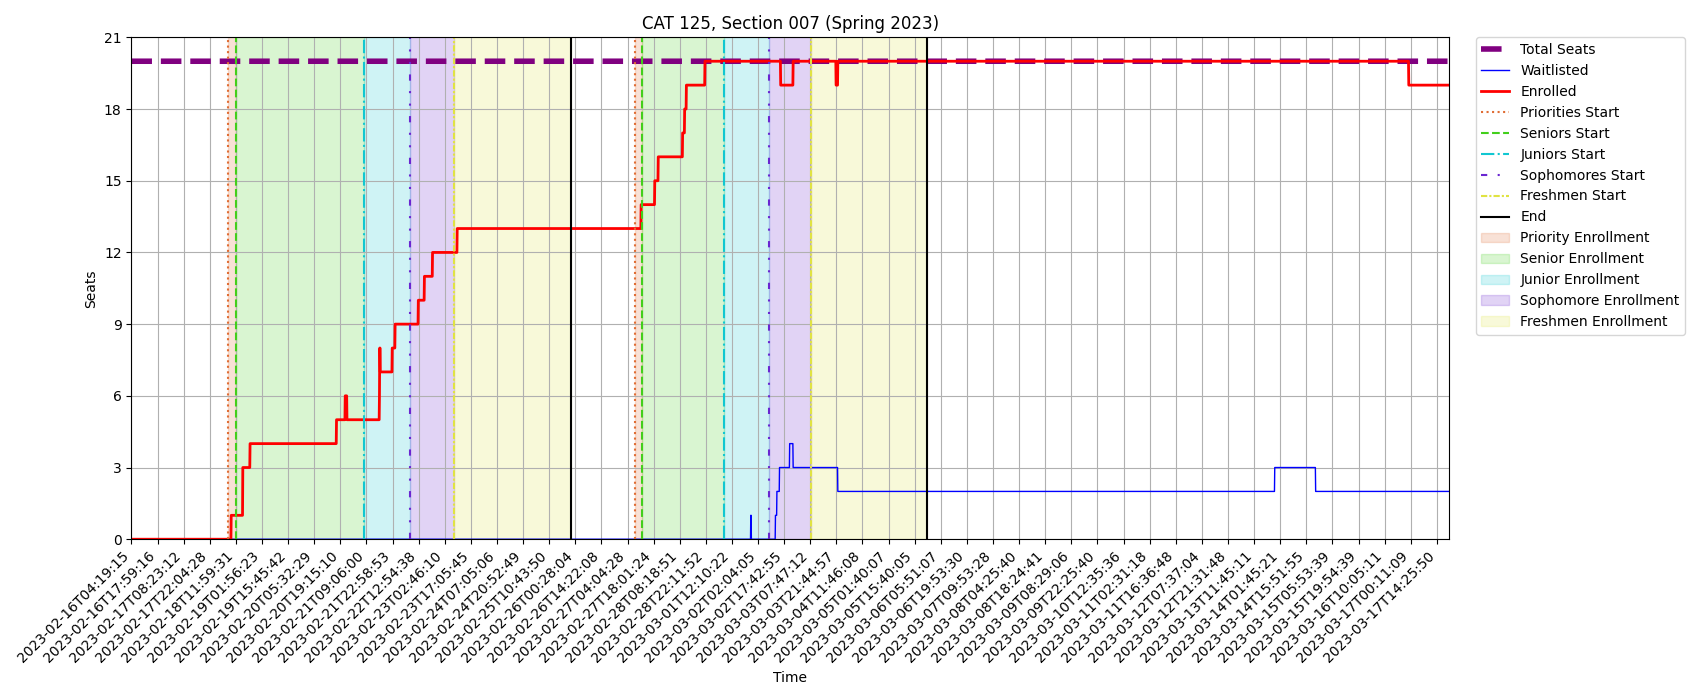 CAT 125, Section 007 (Spring 2023)
21
18
15
12
9
6
3
0
Seats
2023-02-16T04:19:15
2023-02-16T17:59:16
2023-02-17T08:23:12
2023-02-17T22:04:28
2023-02-18T11:59:31
2023-02-19T01:56:23
2023-02-19T15:45:42
2023-02-20T05:32:29
2023-02-20T19:15:10
2023-02-21T09:06:00
2023-02-21T22:58:53
2023-02-22T12:54:38
2023-02-23T02:46:10
2023-02-23T17:05:45
2023-02-24T07:05:06
2023-02-24T20:52:49
2023-02-25T10:43:50
2023-02-26T00:28:04
2023-02-26T14:22:08
2023-02-27T04:04:28
2023-02-27T18:01:24
2023-02-28T08:18:51
2023-02-28T22:11:52
2023-03-01T12:10:22
2023-03-02T02:04:05
2023-03-02T17:42:55
2023-03-03T07:47:12
2023-03-03T21:44:57
2023-03-04T11:46:08
2023-03-05T01:40:07
2023-03-05T15:40:05
2023-03-06T05:51:07
2023-03-06T19:53:30
2023-03-07T09:53:28
2023-03-08T04:25:40
2023-03-08T18:24:41
2023-03-09T08:29:06
2023-03-09T22:25:40
2023-03-10T12:35:36
2023-03-11T02:31:18
2023-03-11T16:36:48
2023-03-12T07:37:04
2023-03-12T21:31:48
2023-03-13T11:45:11
2023-03-14T01:45:21
2023-03-14T15:51:55
2023-03-15T05:53:39
2023-03-15T19:54:39
2023-03-16T10:05:11
2023-03-17T00:11:09
2023-03-17T14:25:50
Time
Total Seats
Waitlisted
Enrolled
Priorities Start
Seniors Start
Juniors Start
Sophomores Start
Freshmen Start
End
Priority Enrollment
Senior Enrollment
Junior Enrollment
Sophomore Enrollment
Freshmen Enrollment